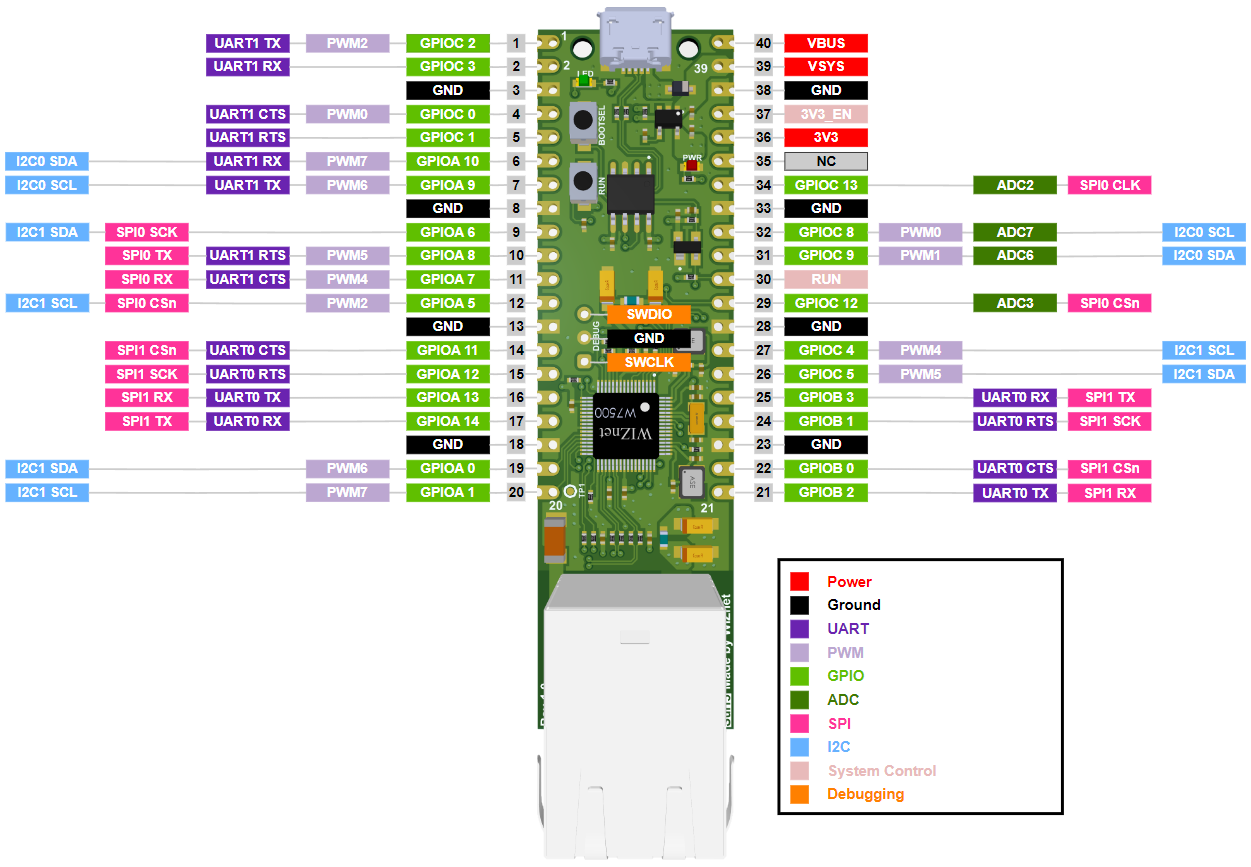 UART1 TX PWM2 GPIOC 2 1 1 40 VBUS
UART1 RX GPIOC 3 2 2 39 39 VSYS
GND 3 LED 38 GND
UART1 CTS PWM0 GPIOC 0 4 BOOTSEL 37 3V3_EN
UART1 RTS GPIOC 1 5 36 3V3
I2C0 SDA UART1 RX PWM7 GPIOA 10 6 PWR 35 NC
I2C0 SCL UART1 TX PWM6 GPIOA 9 7 RUN 34 GPIOC 13 ADC2 SPI0 CLK
GND 8 33 GND
I2C1 SDA SPI0 SCK GPIOA 6 9 32 GPIOC 8 PWM0 ADC7 I2C0 SCL
SPI0 TX UART1 RTS PWM5 GPIOA 8 10 31 GPIOC 9 PWM1 ADC6 I2C0 SDA
SPI0 RX UART1 CTS PWM4 GPIOA 7 11 30 RUN
I2C1 SCL SPI0 CSn PWM2 GPIOA 5 12 29 GPIOC 12 ADC3 SPI0 CSn
SWDIO
GND 13 28 GND
DEBUG GND
SPI1 CSn UART0 CTS GPIOA 11 14 27 GPIOC 4 PWM4 I2C1 SCL
SWCLK
SPI1 SCK UART0 RTS GPIOA 12 15 26 GPIOC 5 PWM5 I2C1 SDA
SPI1 RX UART0 TX GPIOA 13 16 25 GPIOB 3 UART0 RX SPI1 TX
WIZnet
W7500
SPI1 TX UART0 RX GPIOA 14 17 24 GPIOB 1 UART0 RTS SPI1 SCK
GND 18 23 GND
I2C1 SDA PWM6 GPIOA 0 19 22 GPIOB 0 UART0 CTS SPI1 CSn
I2C1 SCL PWM7 GPIOA 1 20 TP1 21 GPIOB 2 UART0 TX SPI1 RX
20 21
Made by WIZnet
Power
Ground
UART
PWM
GPIO
ADC
SPI
I2C
System Control
Debugging